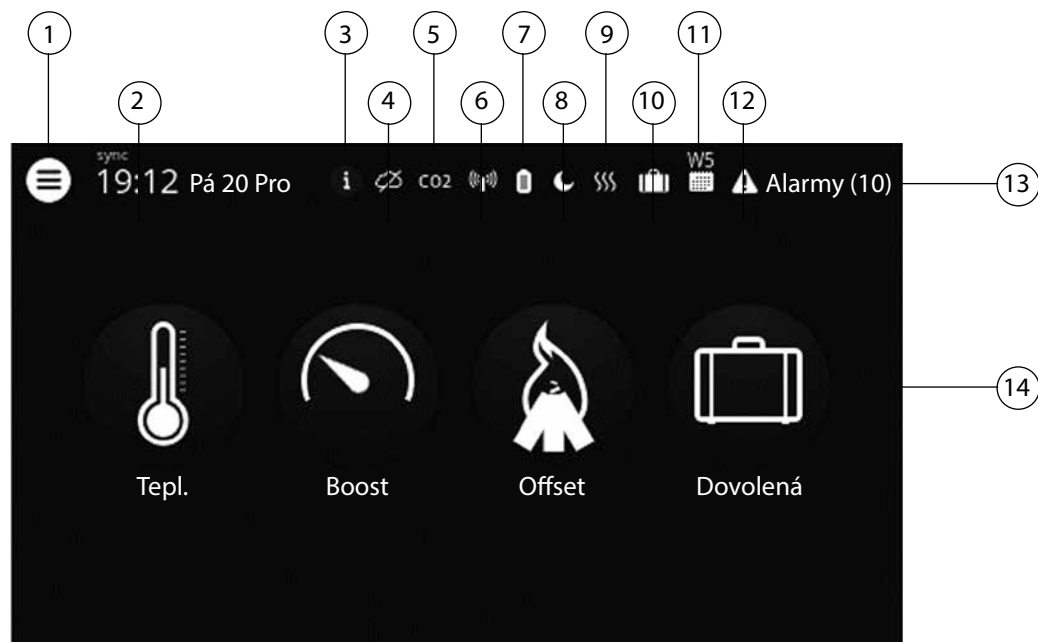 1 3 5 7 9 11
2 4 6 8 10 12
sync W5
19:12 Pá 20 Pro i CO2 Alarmy (10) 13
14
Tepl. Boost Offset Dovolená